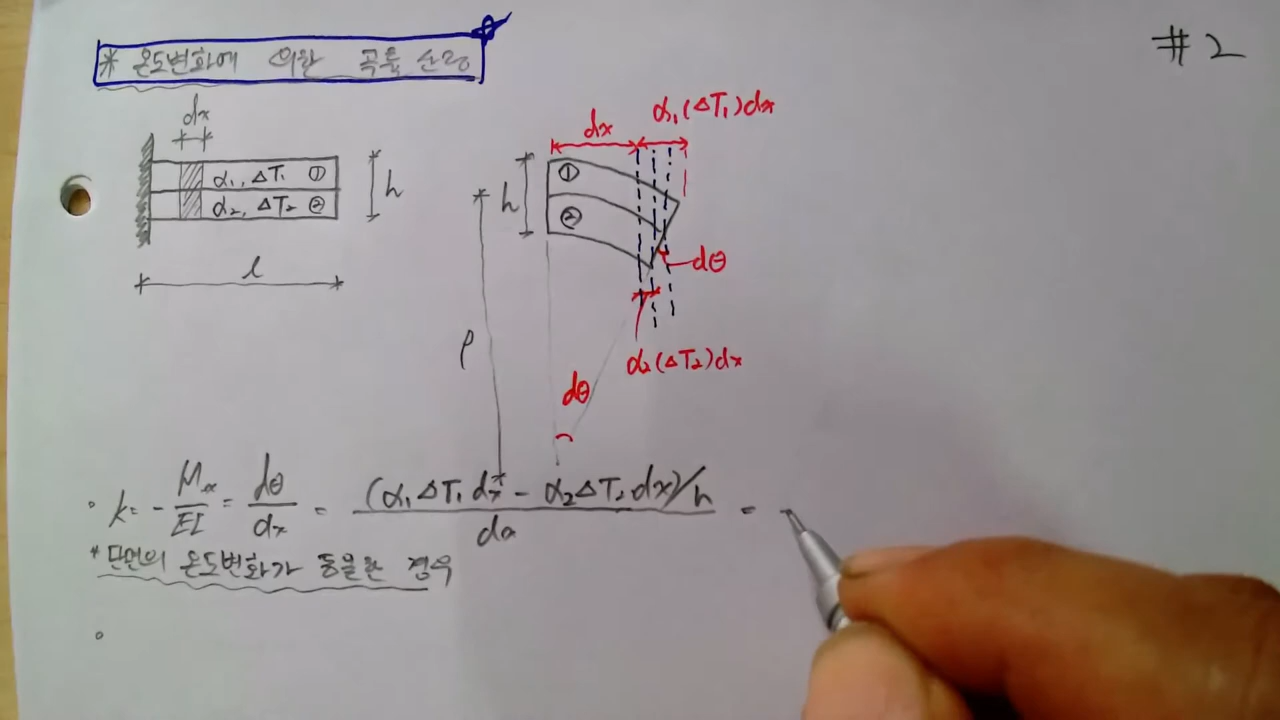 * 온도변화에 의한 곡률 산정
#2
dx
α₁, ΔT₁ ①
α₂, ΔT₂ ②
h
l
dx
α₁(ΔT₁)dx
h
①
②
dθ
ρ
α₂(ΔT₂)dx
dθ
k = - Mx/EI = dθ/dx = (α₁ΔT₁dx - α₂ΔT₂dx)/h / dx =
* 단면의 온도변화가 동일한 경우